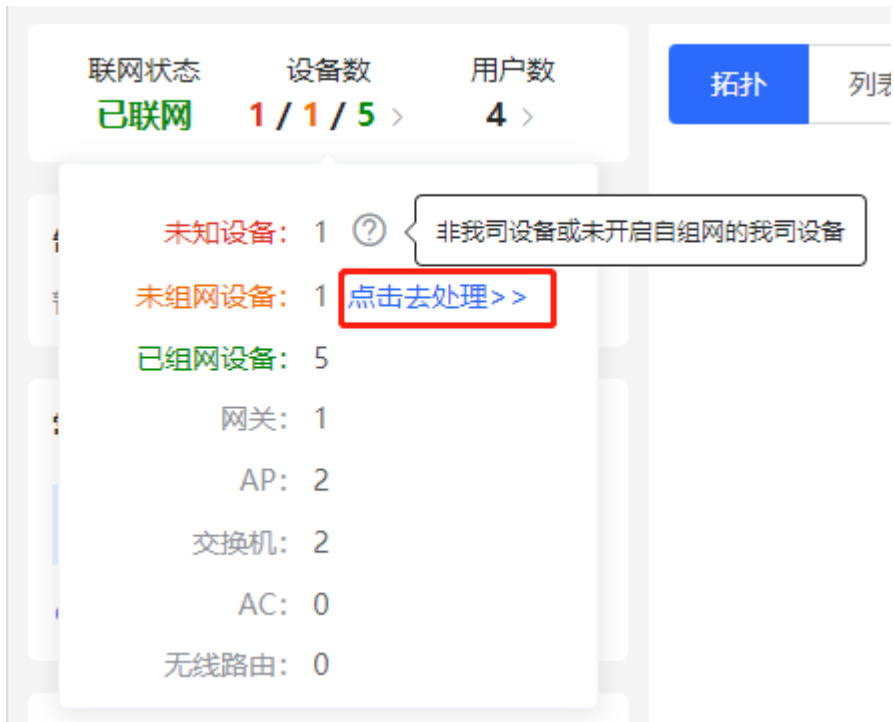 联网状态 设备数 用户数
已联网 1 / 1 / 5 > 4 >
拓扑 列表
未知设备： 1 ? 非我司设备或未开启自组网的我司设备
未组网设备： 1 点击去处理>>
已组网设备： 5
网关： 1
AP： 2
交换机： 2
AC： 0
无线路由： 0